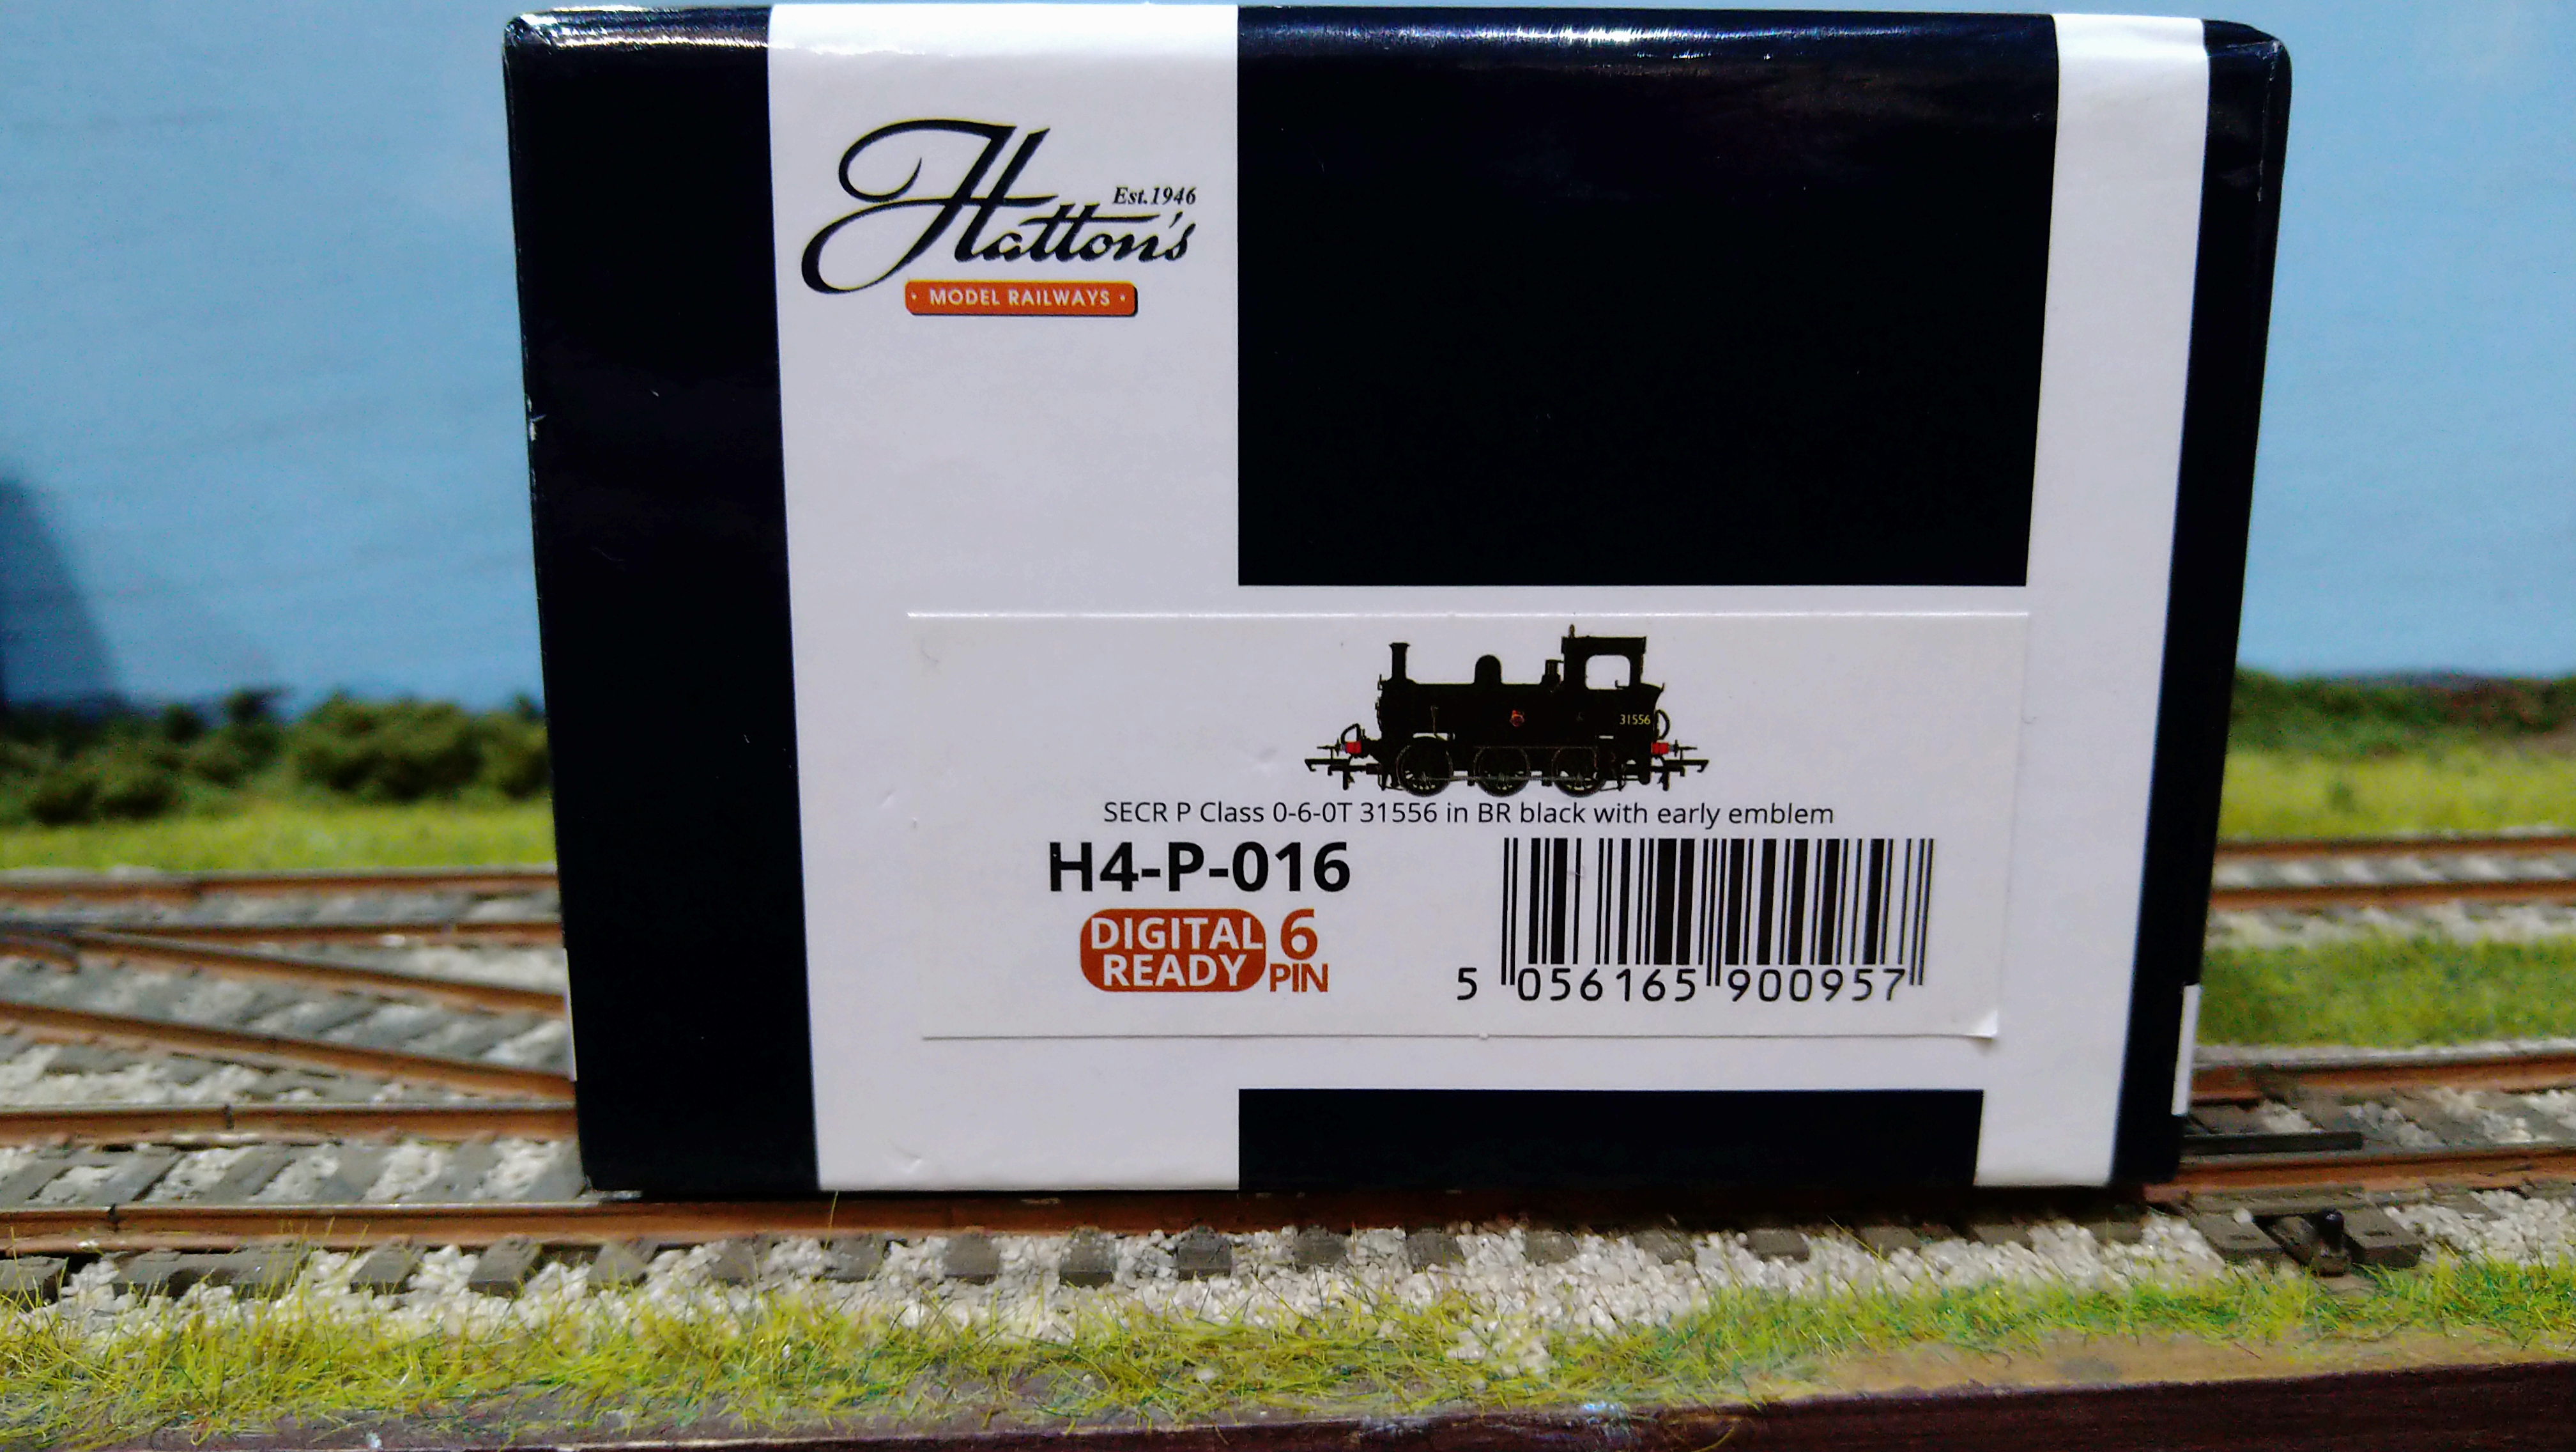 Est.1946
Hatton's
• MODEL RAILWAYS •
31556
SECR P Class 0-6-0T 31556 in BR black with early emblem
H4-P-016
DIGITAL READY 6 PIN
5 056165 900957